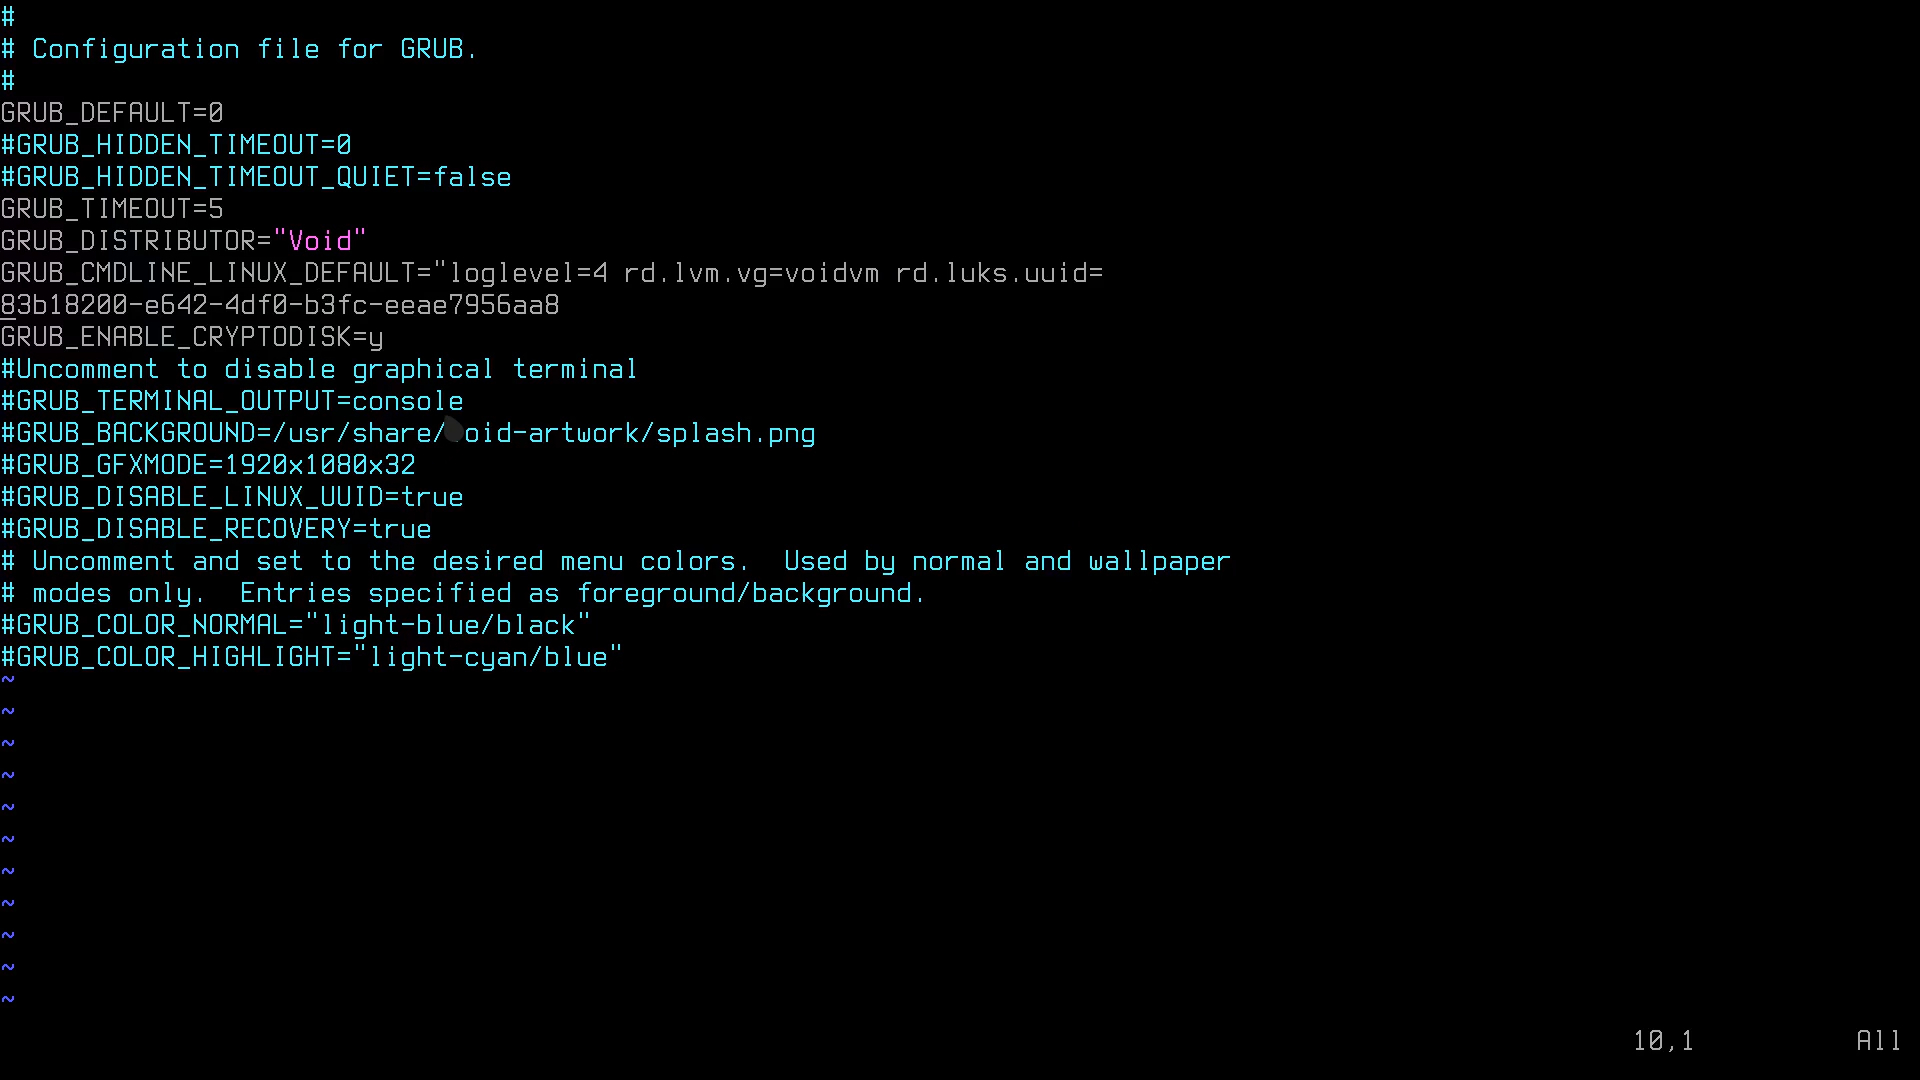 #
# Configuration file for GRUB.
#
GRUB_DEFAULT=0
#GRUB_HIDDEN_TIMEOUT=0
#GRUB_HIDDEN_TIMEOUT_QUIET=false
GRUB_TIMEOUT=5
GRUB_DISTRIBUTOR="Void"
GRUB_CMDLINE_LINUX_DEFAULT="loglevel=4 rd.lvm.vg=voidvm rd.luks.uuid=
83b18200-e642-4df0-b3fc-eeae7956aa8
GRUB_ENABLE_CRYPTODISK=y
#Uncomment to disable graphical terminal
#GRUB_TERMINAL_OUTPUT=console
#GRUB_BACKGROUND=/usr/share/void-artwork/splash.png
#GRUB_GFXMODE=1920x1080x32
#GRUB_DISABLE_LINUX_UUID=true
#GRUB_DISABLE_RECOVERY=true
# Uncomment and set to the desired menu colors.  Used by normal and wallpaper
# modes only.  Entries specified as foreground/background.
#GRUB_COLOR_NORMAL="light-blue/black"
#GRUB_COLOR_HIGHLIGHT="light-cyan/blue"
~
~
~
~
~
~
~
~
~
~
~
10,1 All